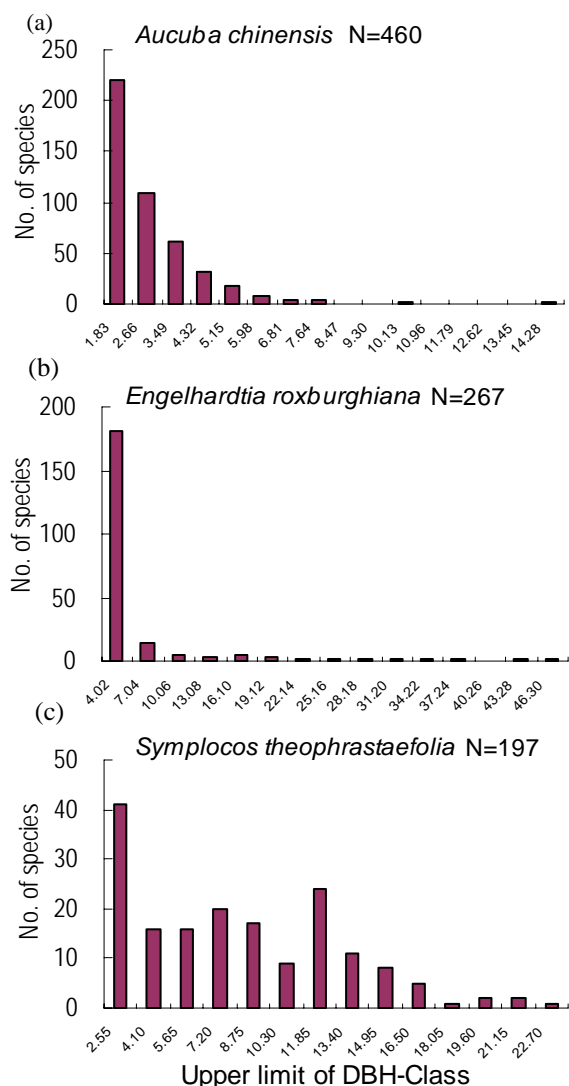 (a)
Aucuba chinensis N=460
No. of species
250
200
150
100
50
0
1.83 2.66 3.49 4.32 5.15 5.98 6.81 7.64 8.47 9.30 10.13 10.96 11.79 12.62 13.45 14.28
(b)
Engelhardtia roxburghiana N=267
No. of species
200
150
100
50
0
4.02 7.04 10.06 13.08 16.10 19.12 22.14 25.16 28.18 31.20 34.22 37.24 40.26 43.28 46.30
(c)
Symplocos theophrastaefolia N=197
No. of species
50
40
30
20
10
0
2.55 4.10 5.65 7.20 8.75 10.30 11.85 13.40 14.95 16.50 18.05 19.60 21.15 22.70
Upper limit of DBH-Class